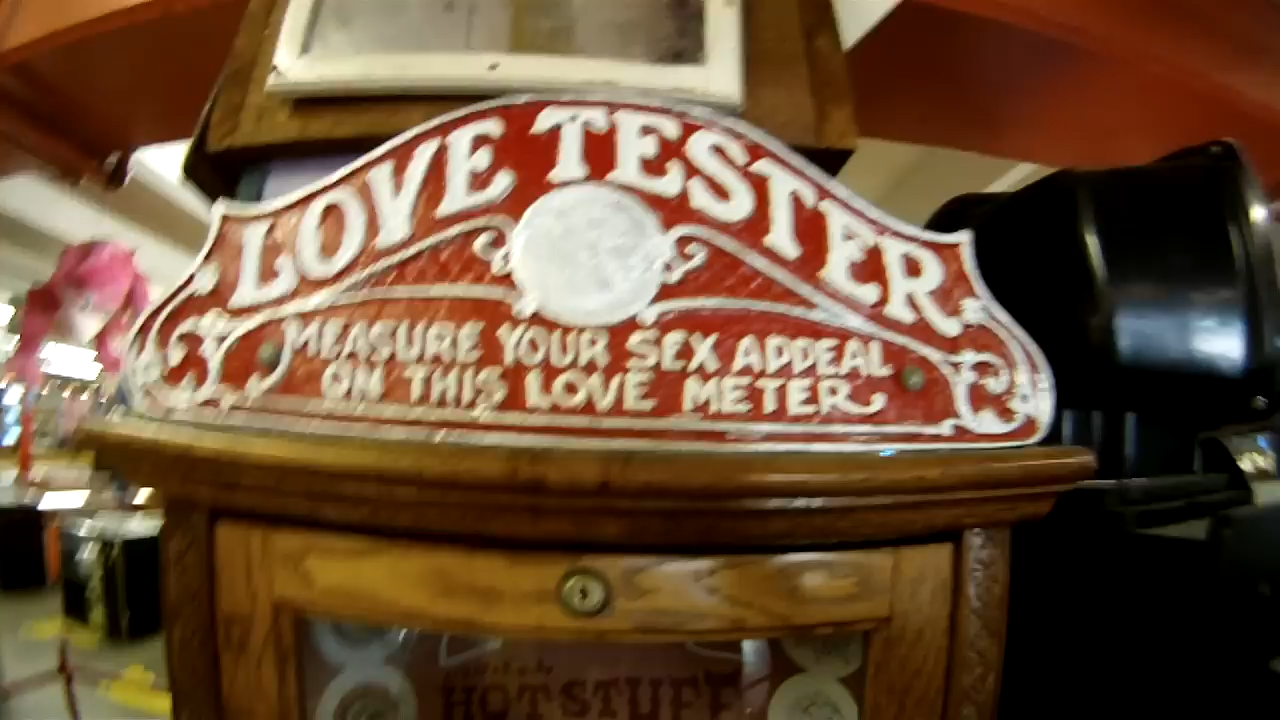 LOVE TESTER
MEASURE YOUR SEX APPEAL
ON THIS LOVE METER
HOT STUFF